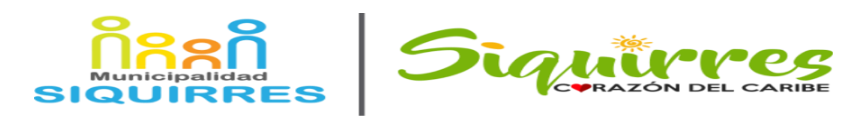 Municipalidad
SIQUIRRES
Siquirres
CORAZÓN DEL CARIBE